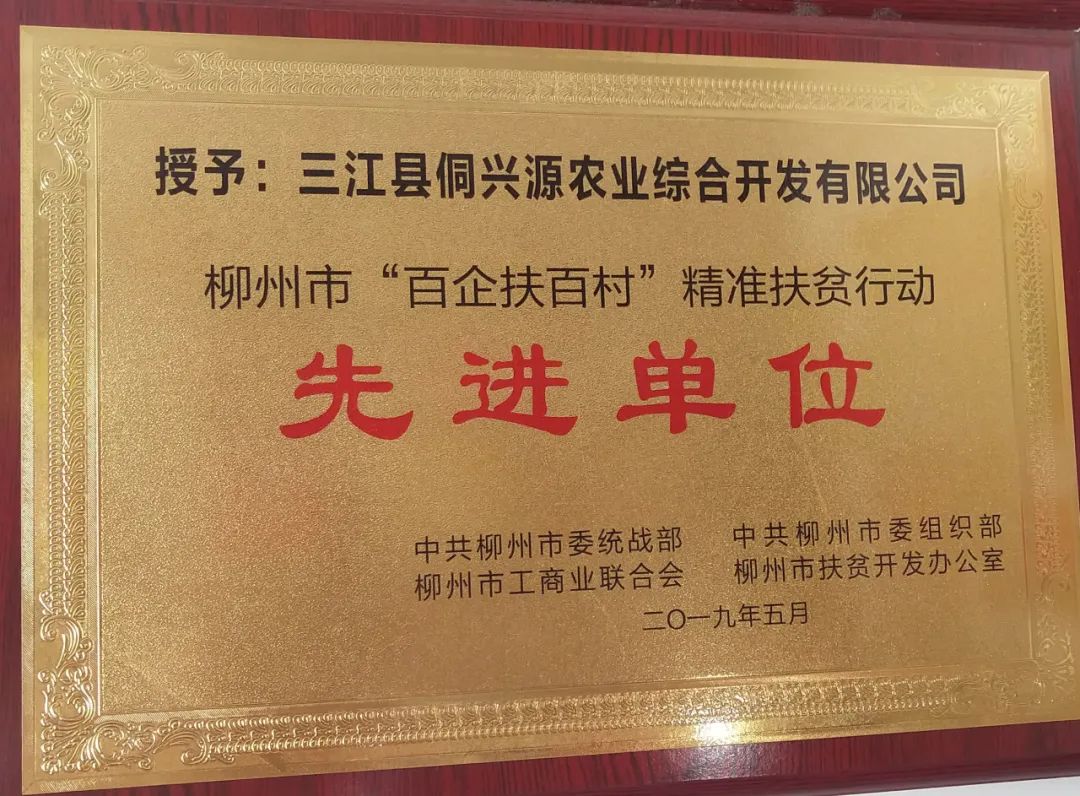 授予：三江县侗兴源农业综合开发有限公司
柳州市“百企扶百村”精准扶贫行动
先进单位
中共柳州市委统战部 中共柳州市委组织部
柳州市工商业联合会 柳州市扶贫开发办公室
二〇一九年五月